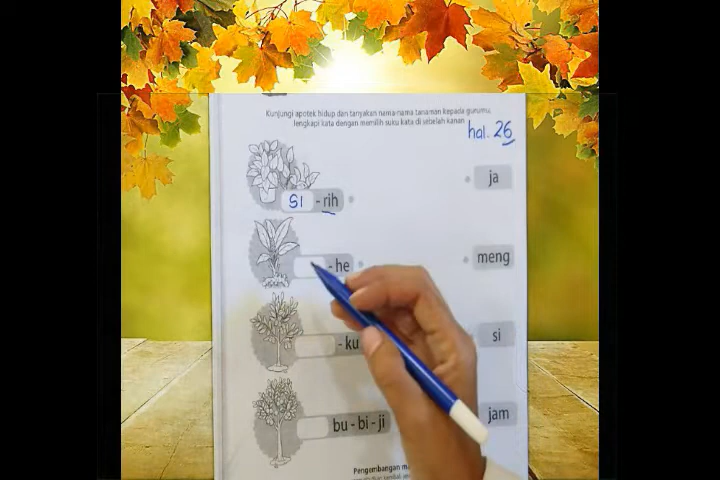 Kunjungi apotek hidup dan tanyakan nama-nama tanaman kepada gurumu,
lengkapi kata dengan memilih suku kata di sebelah kanan
hal. 26
si - rih
ja
- he
meng
- ku
si
bu - bi - ji
jam
Pengembangan